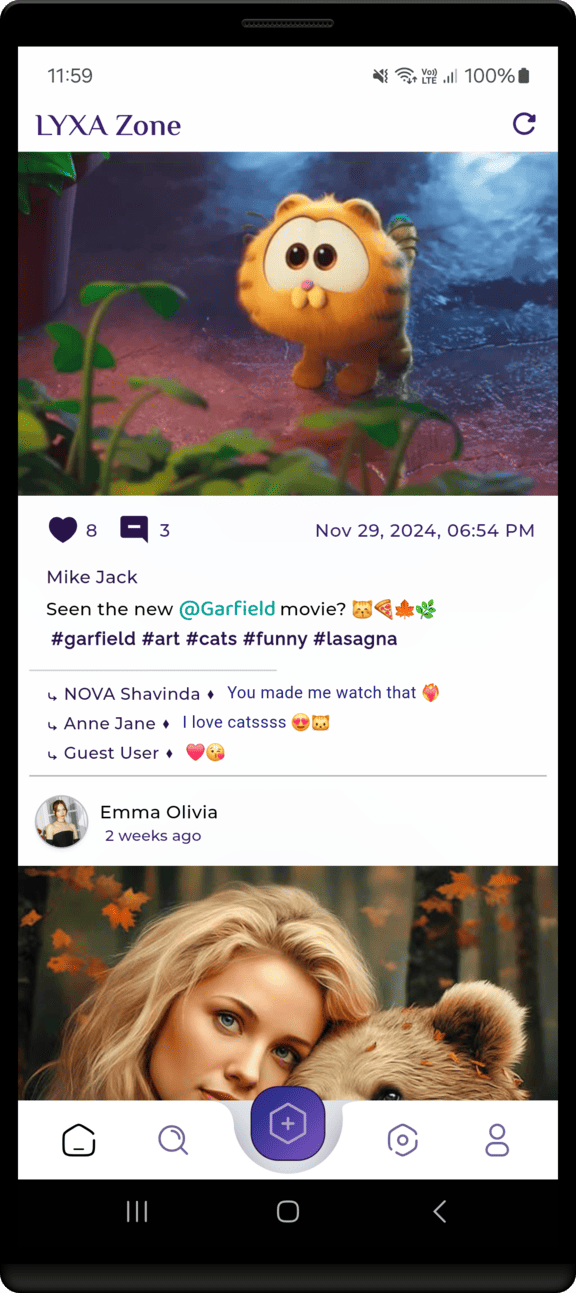 11:59 Vo)) LTE 100%
LYXA Zone
8 3 Nov 29, 2024, 06:54 PM
Mike Jack
Seen the new @Garfield movie? 🐱🍕🍁🌿
#garfield #art #cats #funny #lasagna
⤷ NOVA Shavinda ♦ You made me watch that ❤️‍🔥
⤷ Anne Jane ♦ I love catssss 😍🐱
⤷ Guest User ♦ ❤️😘
Emma Olivia
2 weeks ago